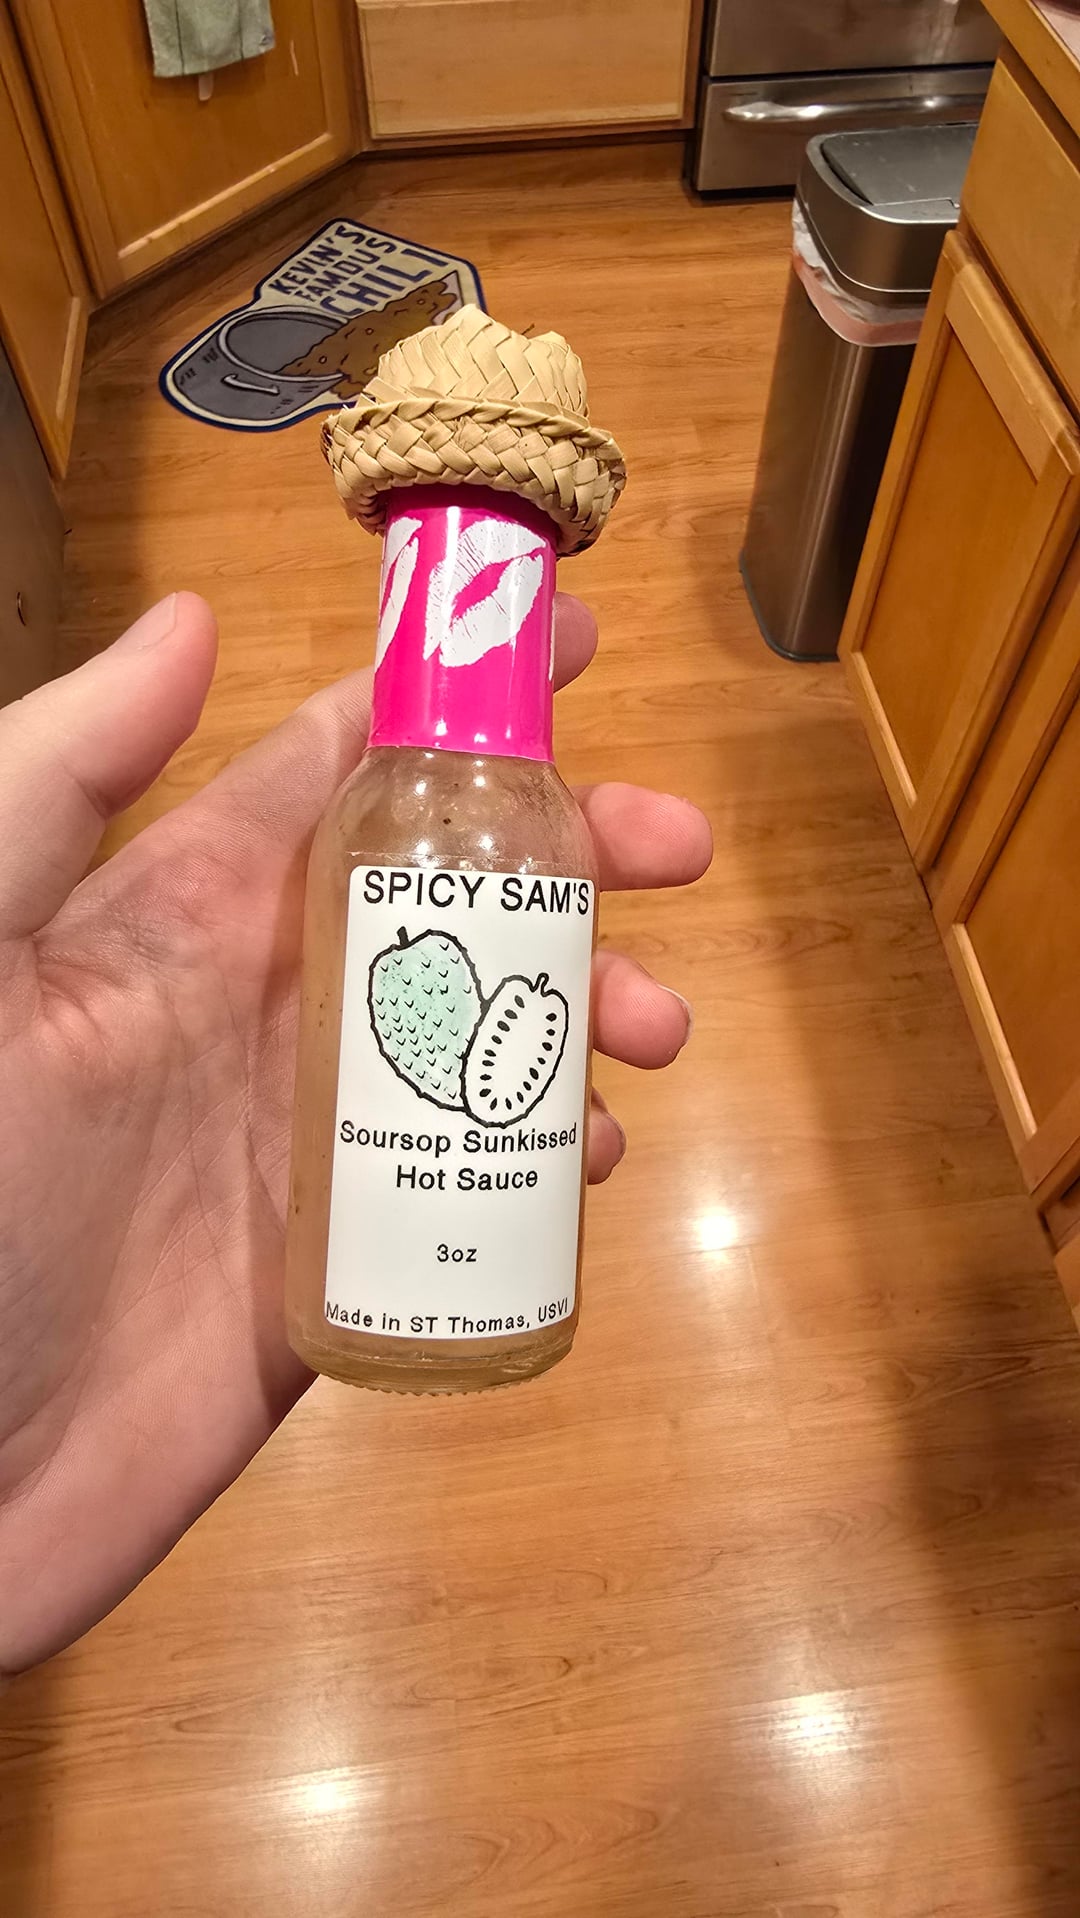 KEVIN'S
FAMOUS
CHILI
SPICY SAM'S
Soursop Sunkissed
Hot Sauce
3oz
Made in ST Thomas, USVI